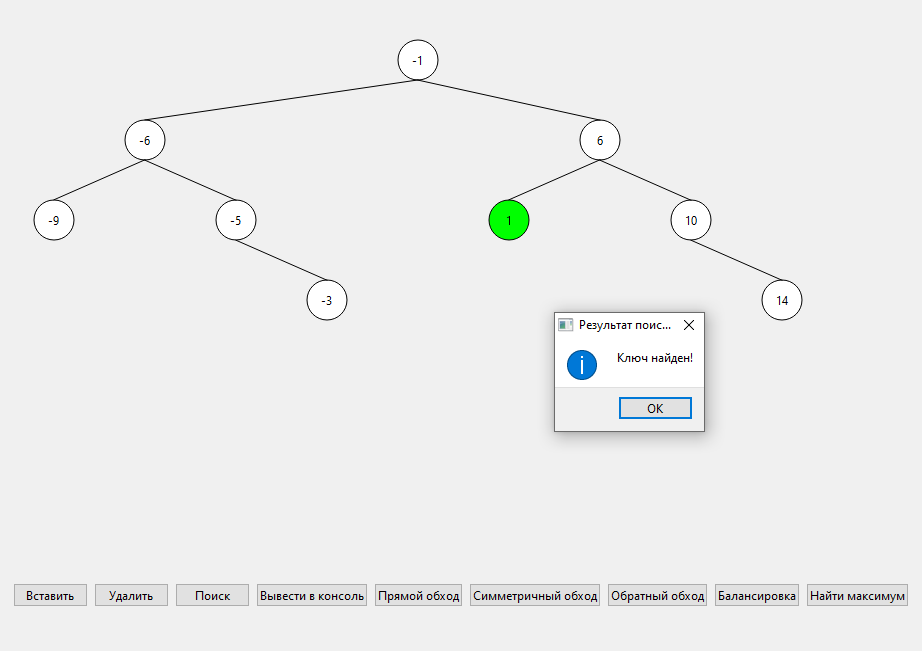 -1
-6
6
-9
-5
1
10
-3
14
Результат поис...
Ключ найден!
OK
Вставить
Удалить
Поиск
Вывести в консоль
Прямой обход
Симметричный обход
Обратный обход
Балансировка
Найти максимум